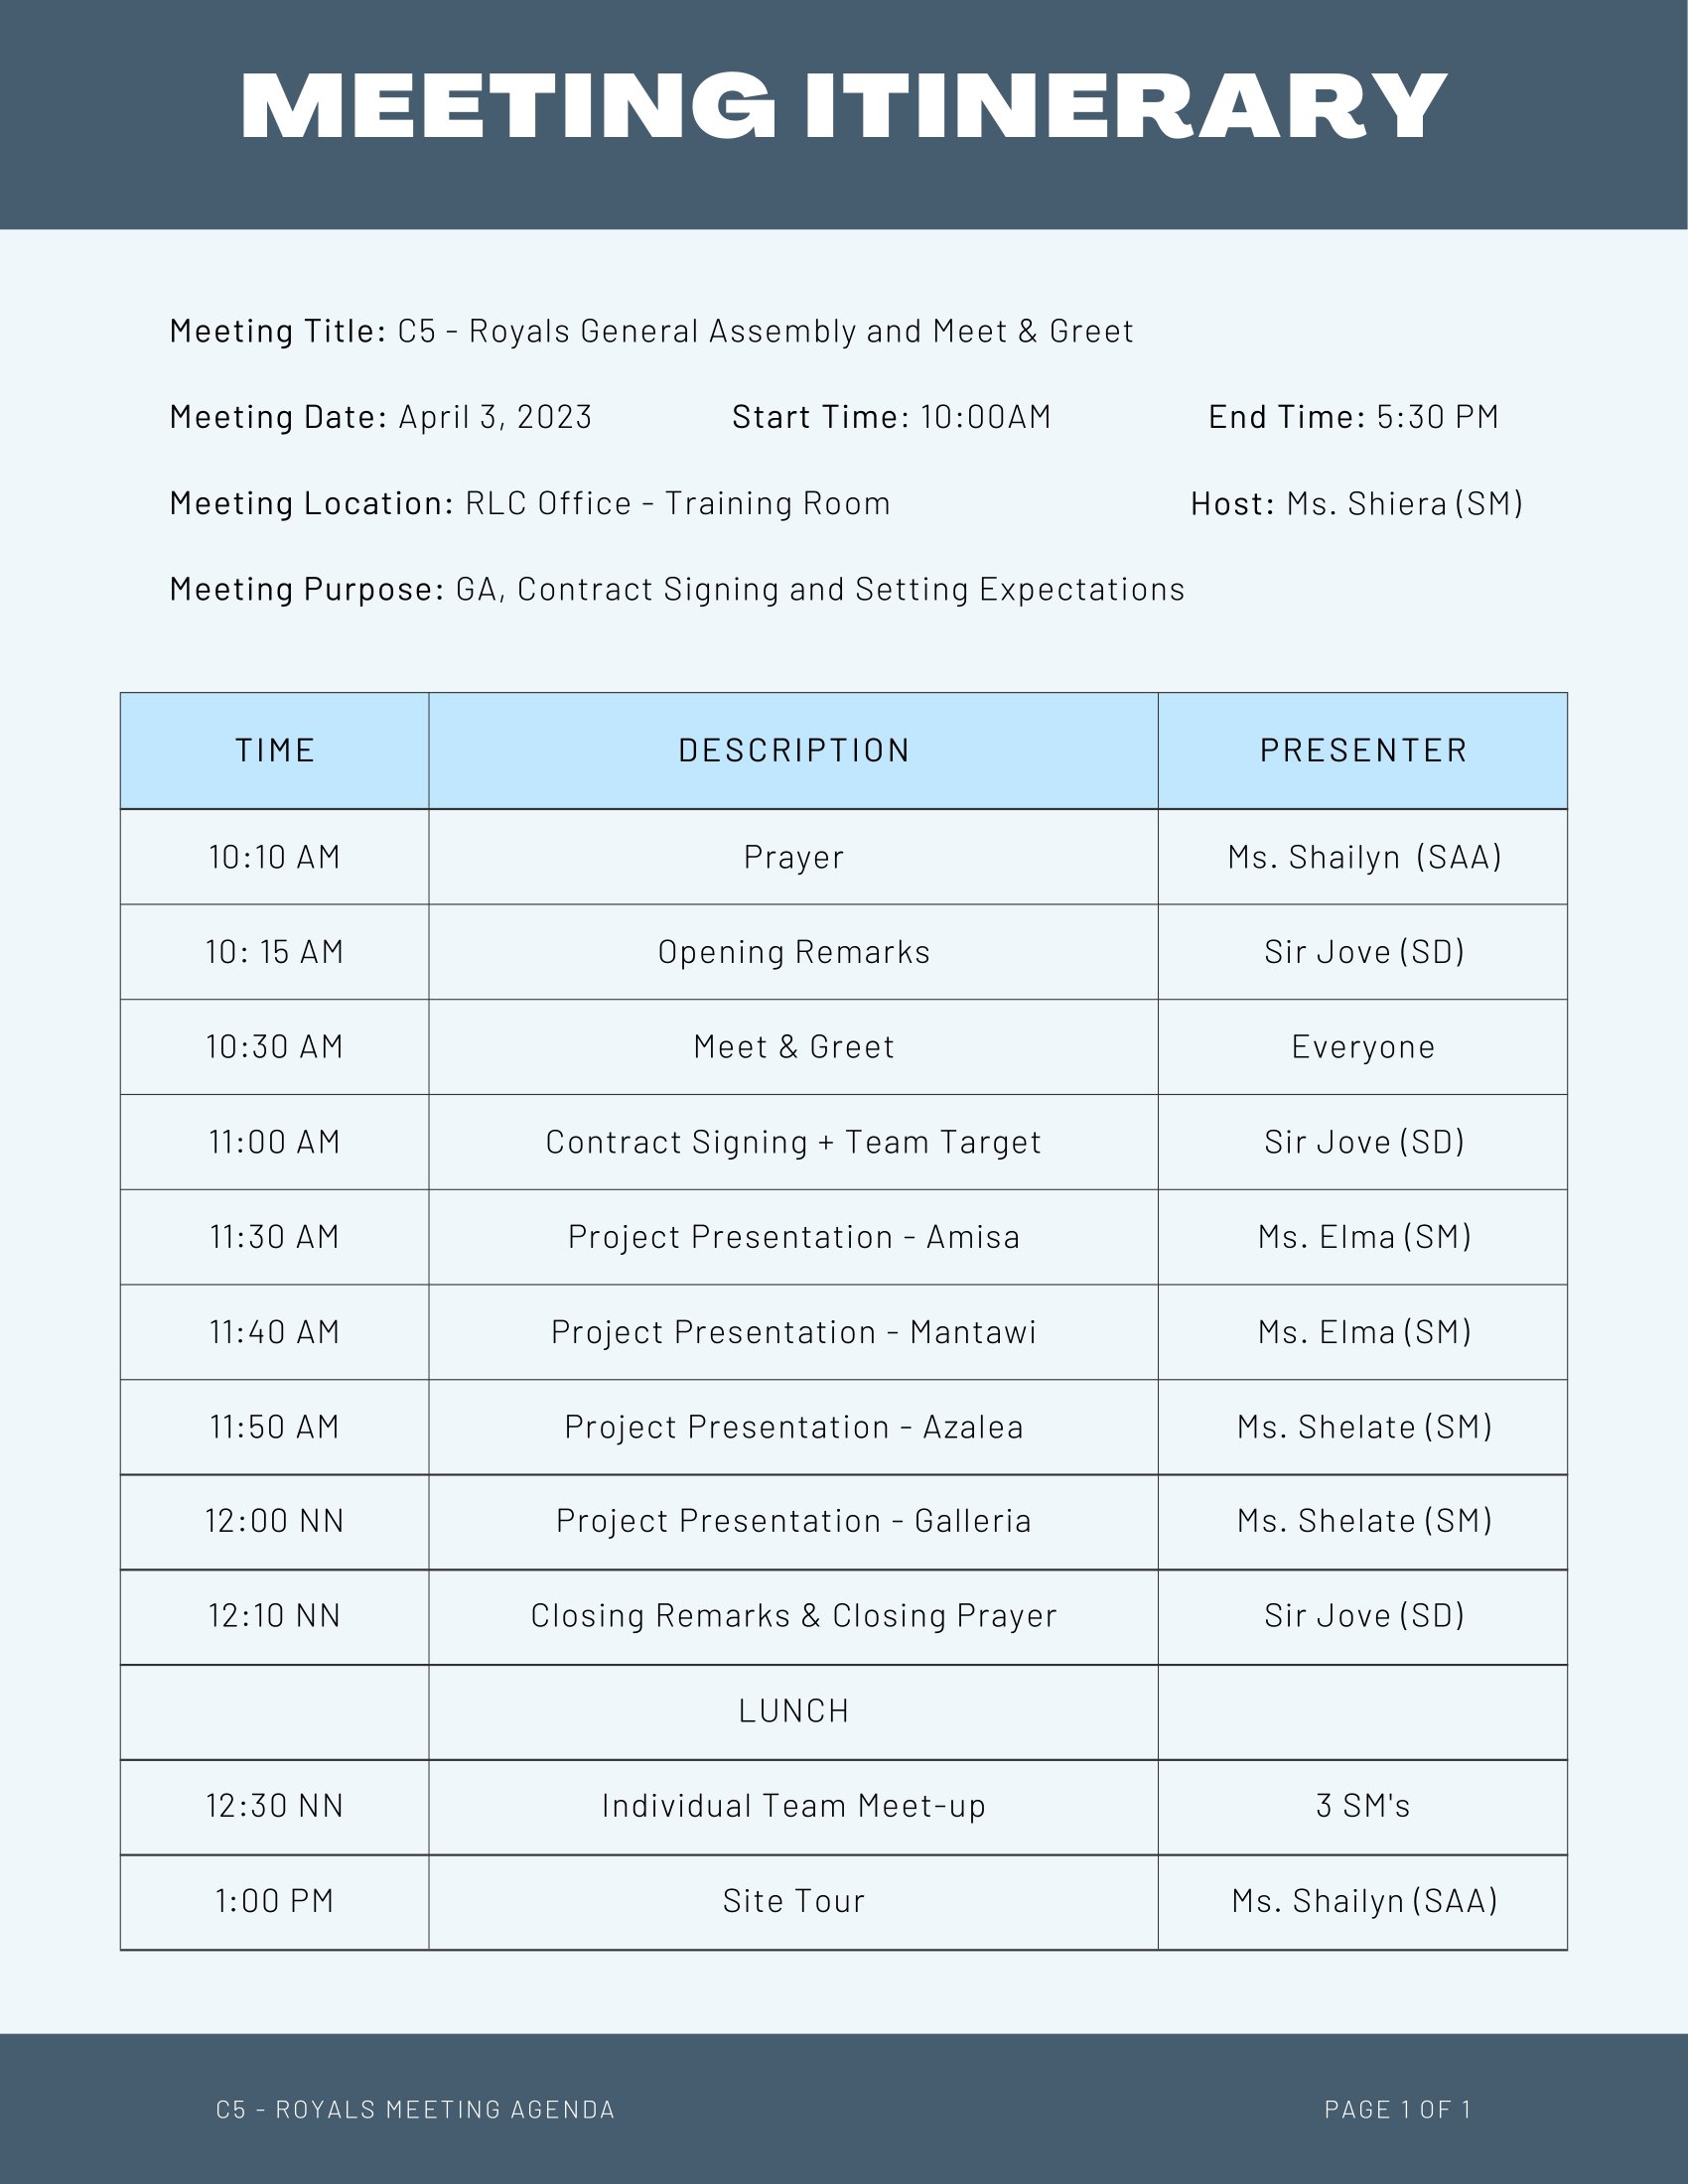 MEETING ITINERARY
Meeting Title: C5 - Royals General Assembly and Meet & Greet
Meeting Date: April 3, 2023 Start Time: 10:00AM End Time: 5:30 PM
Meeting Location: RLC Office - Training Room Host: Ms. Shiera (SM)
Meeting Purpose: GA, Contract Signing and Setting Expectations
TIME DESCRIPTION PRESENTER
10:10 AM Prayer Ms. Shailyn (SAA)
10: 15 AM Opening Remarks Sir Jove (SD)
10:30 AM Meet & Greet Everyone
11:00 AM Contract Signing + Team Target Sir Jove (SD)
11:30 AM Project Presentation - Amisa Ms. Elma (SM)
11:40 AM Project Presentation - Mantawi Ms. Elma (SM)
11:50 AM Project Presentation - Azalea Ms. Shelate (SM)
12:00 NN Project Presentation - Galleria Ms. Shelate (SM)
12:10 NN Closing Remarks & Closing Prayer Sir Jove (SD)
LUNCH
12:30 NN Individual Team Meet-up 3 SM's
1:00 PM Site Tour Ms. Shailyn (SAA)
C5 - ROYALS MEETING AGENDA PAGE 1 OF 1